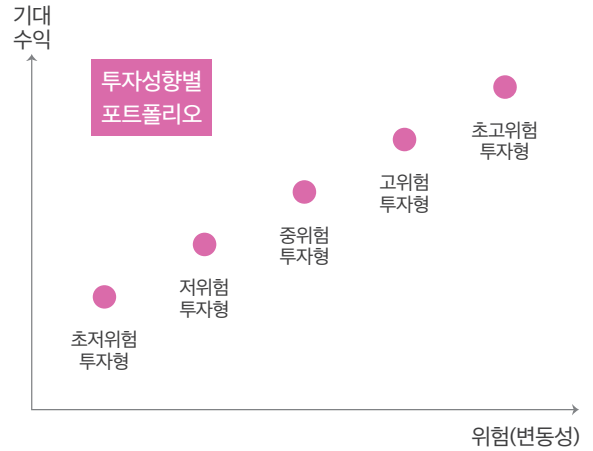 기대
수익
투자성향별
포트폴리오
초고위험
투자형
고위험
투자형
중위험
투자형
저위험
투자형
초저위험
투자형
위험(변동성)